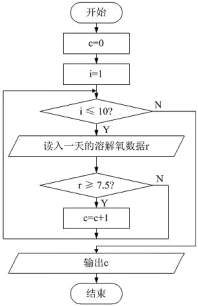 开始
c=0
i=1
i ≤ 10?
N
Y
读入一天的溶解氧数据r
r ≥ 7.5?
N
Y
c=c+1
输出c
结束